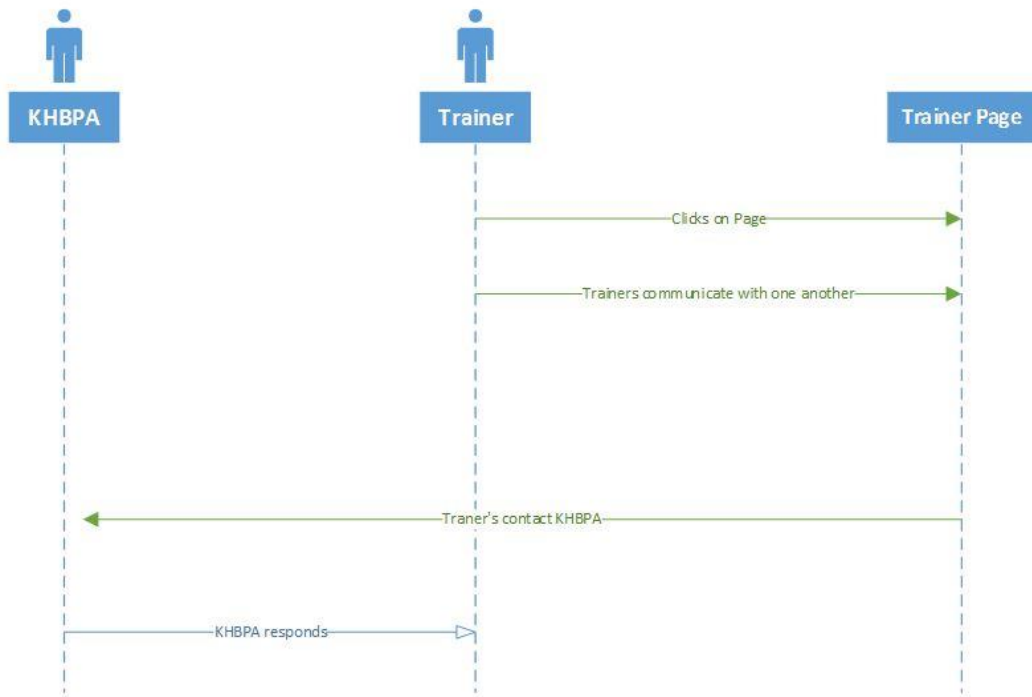 KHBPA
Trainer
Trainer Page
Clicks on Page
Trainers communicate with one another
Traner's contact KHBPA
KHBPA responds